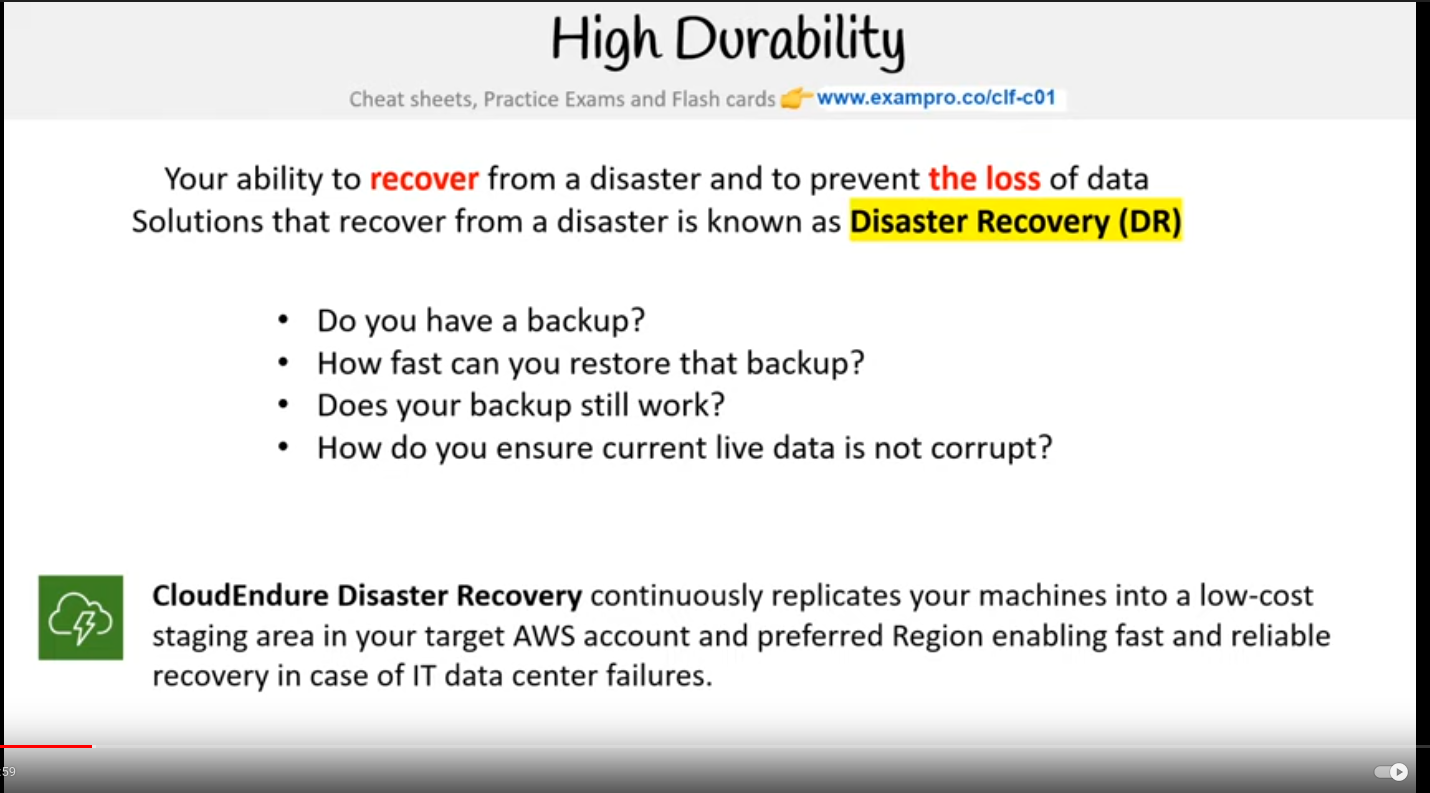 High Durability
Cheat sheets, Practice Exams and Flash cards 👉 www.exampro.co/clf-c01
Your ability to recover from a disaster and to prevent the loss of data
Solutions that recover from a disaster is known as Disaster Recovery (DR)
• Do you have a backup?
• How fast can you restore that backup?
• Does your backup still work?
• How do you ensure current live data is not corrupt?
CloudEndure Disaster Recovery continuously replicates your machines into a low-cost
staging area in your target AWS account and preferred Region enabling fast and reliable
recovery in case of IT data center failures.
:59